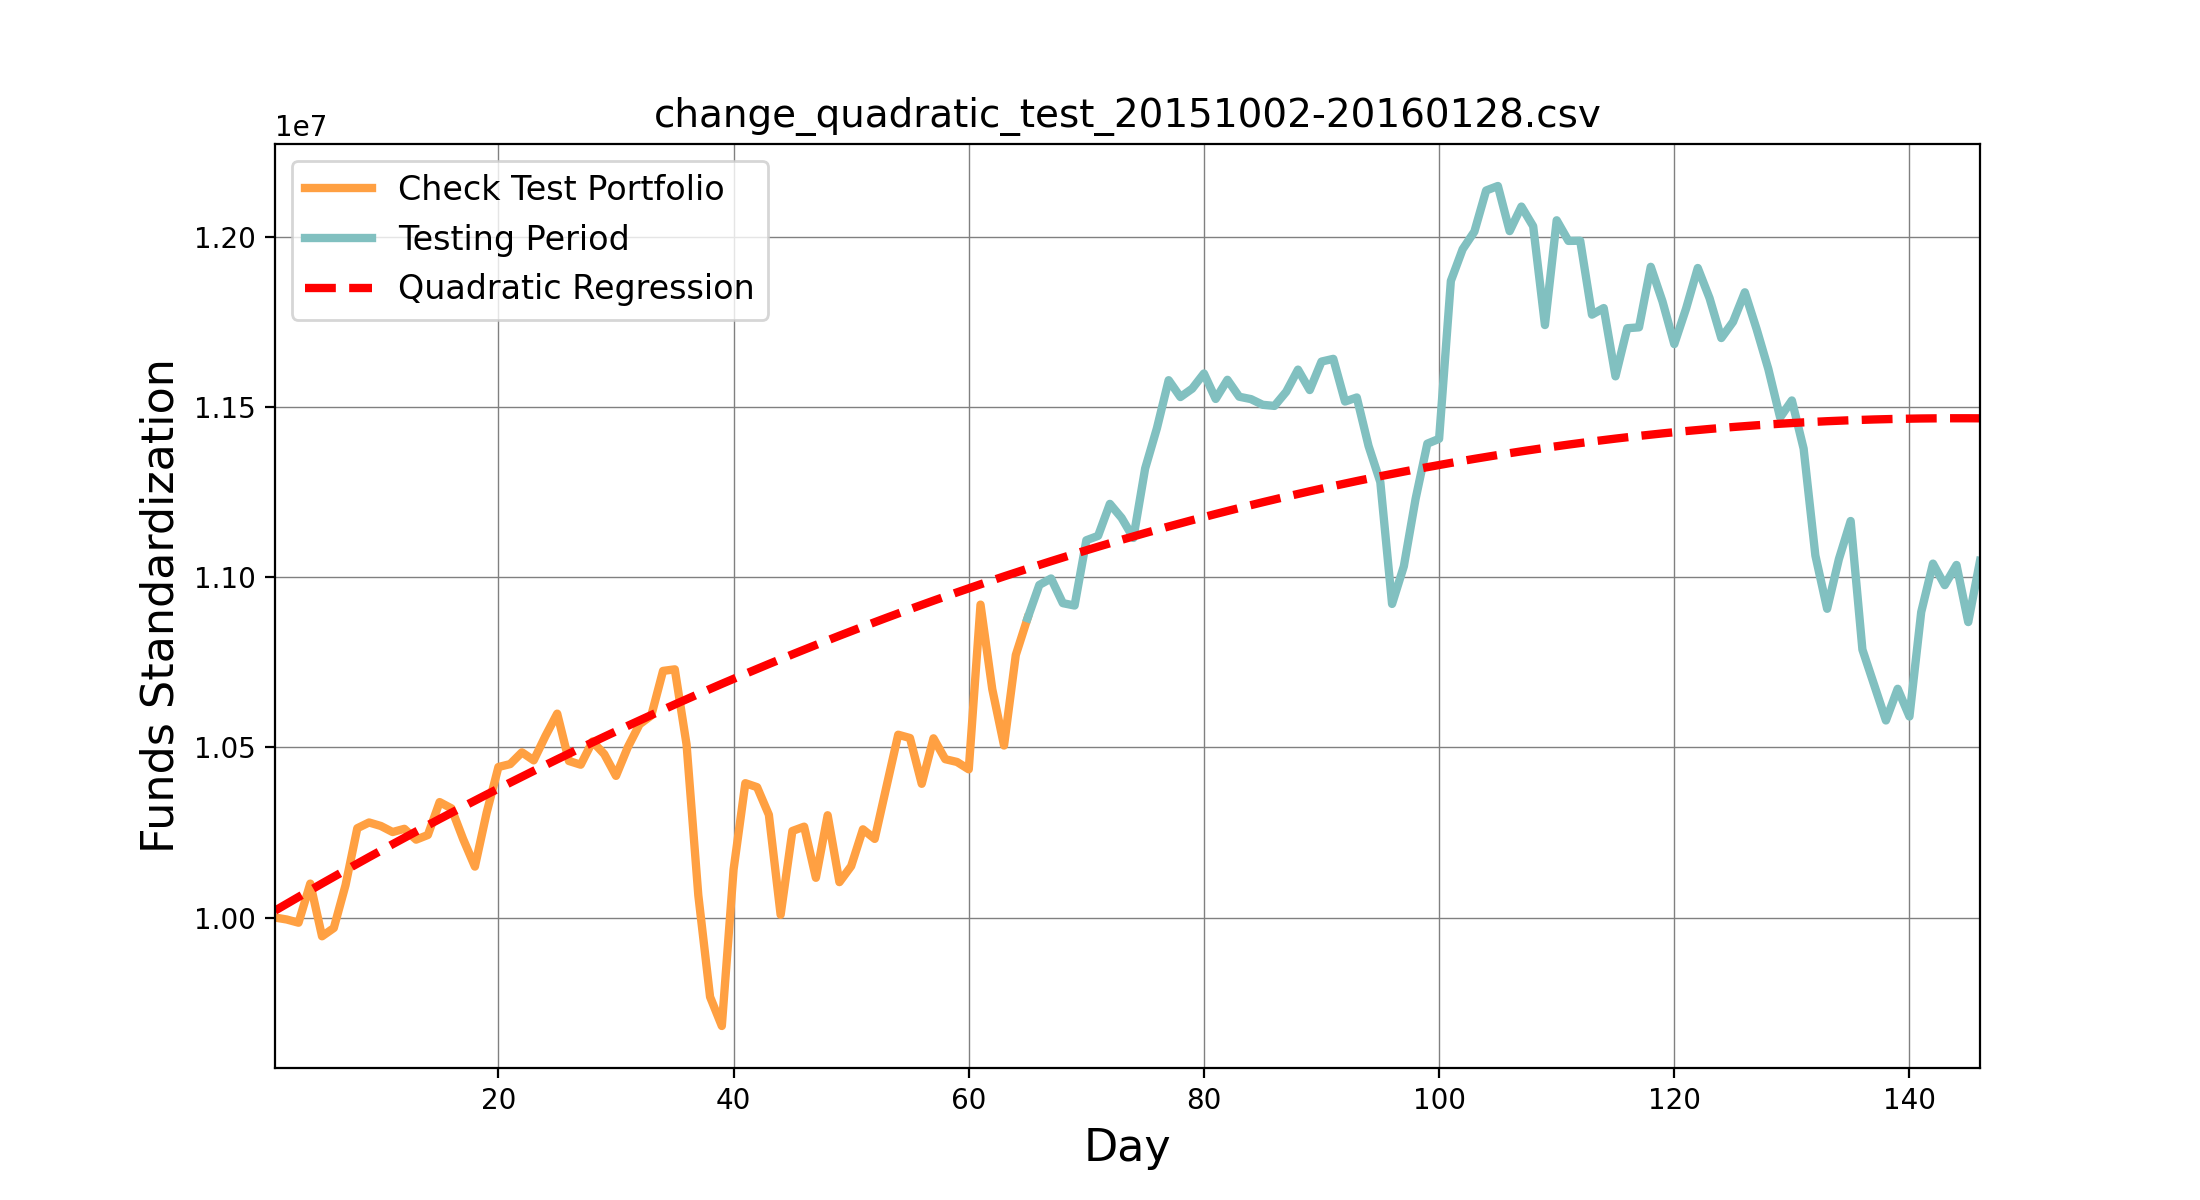 change_quadratic_test_20151002-20160128.csv
1e7
Check Test Portfolio
Testing Period
Quadratic Regression
Funds Standardization
1.20
1.15
1.10
1.05
1.00
20 40 60 80 100 120 140
Day